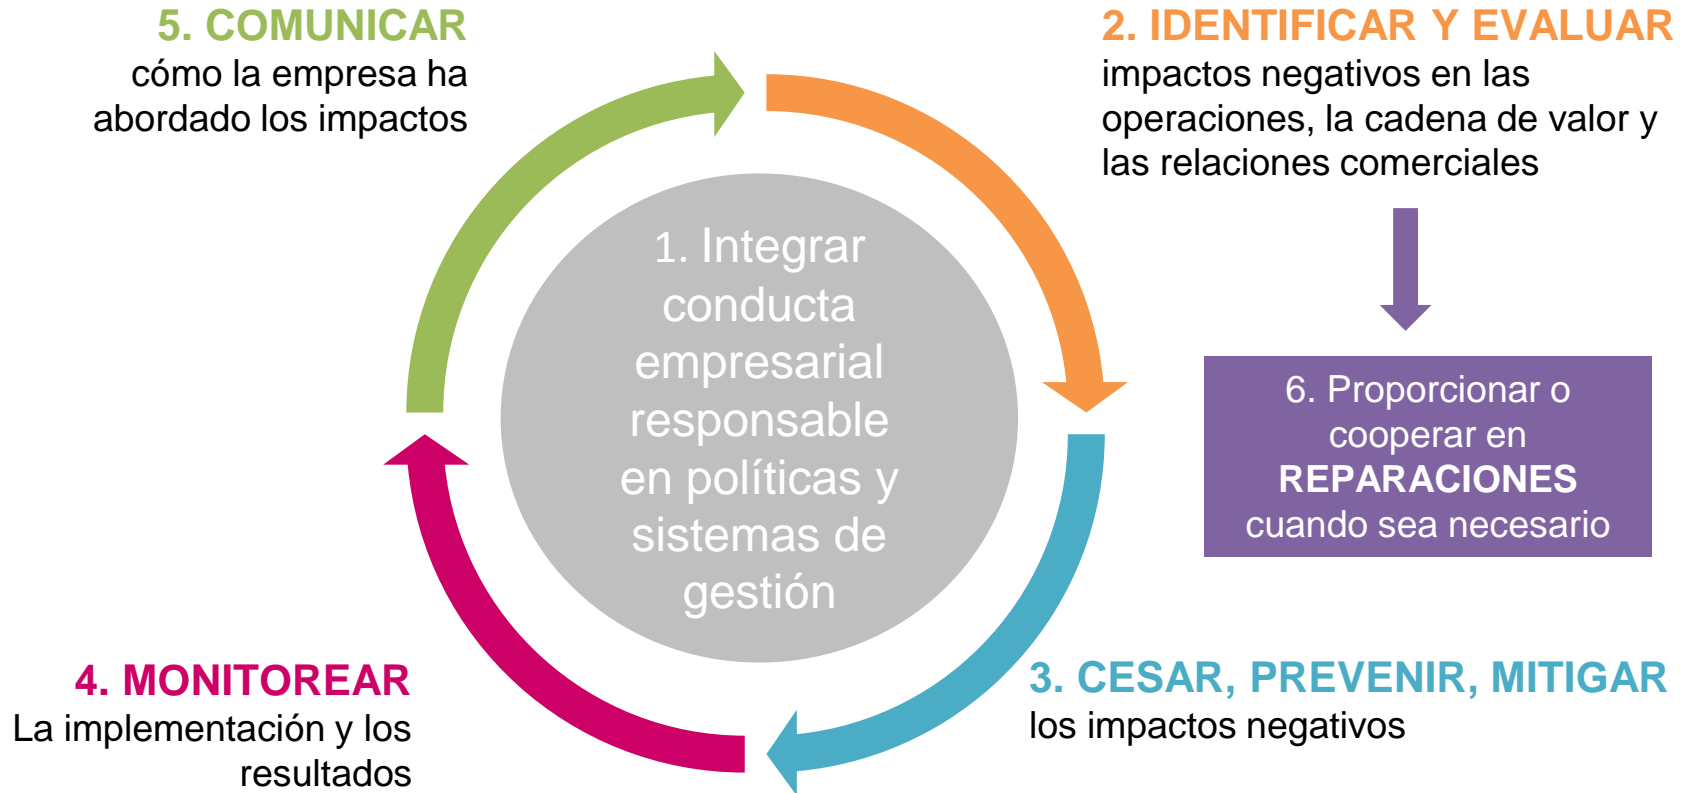 5. COMUNICAR
cómo la empresa ha
abordado los impactos
2. IDENTIFICAR Y EVALUAR
impactos negativos en las
operaciones, la cadena de valor y
las relaciones comerciales
1. Integrar
conducta
empresarial
responsable
en políticas y
sistemas de
gestión
6. Proporcionar o
cooperar en
REPARACIONES
cuando sea necesario
4. MONITOREAR
La implementación y los
resultados
3. CESAR, PREVENIR, MITIGAR
los impactos negativos